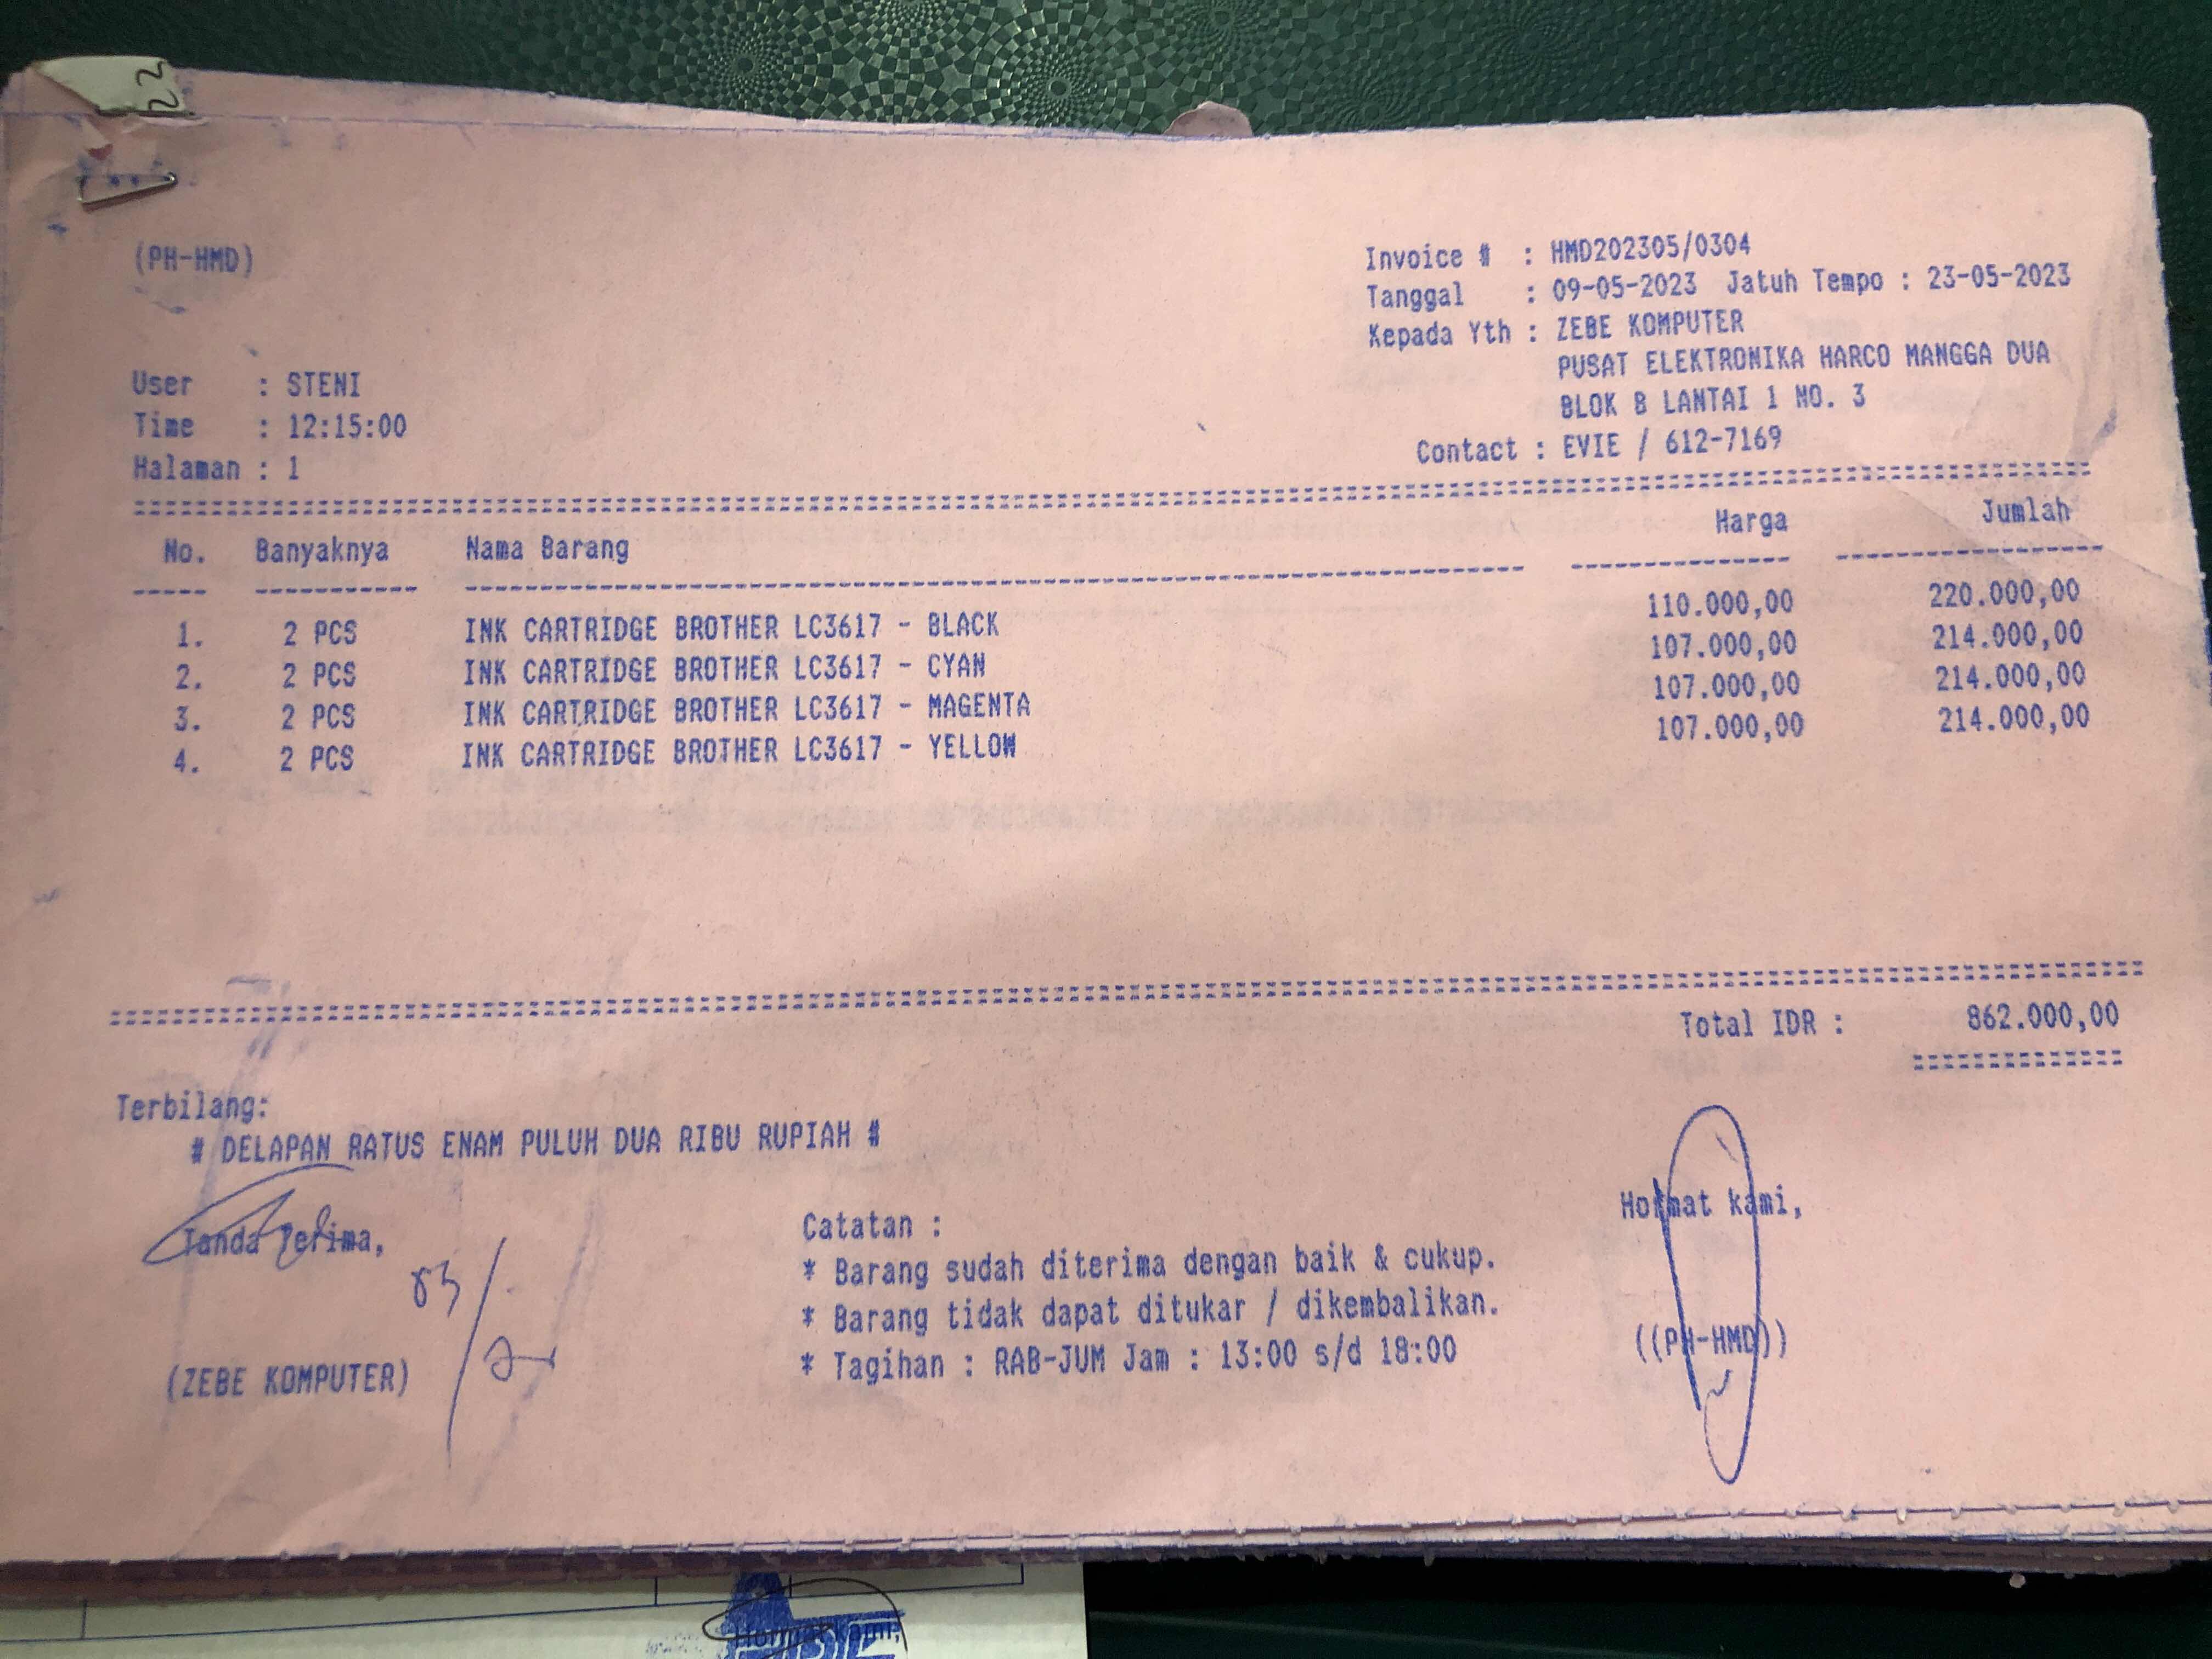 22
(PH-HMD)
Invoice # : HMD202305/0304
Tanggal : 09-05-2023 Jatuh Tempo : 23-05-2023
Kepada Yth : ZEBE KOMPUTER
PUSAT ELEKTRONIKA HARCO MANGGA DUA
BLOK B LANTAI 1 NO. 3
Contact : EVIE / 612-7169
User : STENI
Time : 12:15:00
Halaman : 1
No. Banyaknya Nama Barang Harga Jumlah
1. 2 PCS INK CARTRIDGE BROTHER LC3617 - BLACK 110.000,00 220.000,00
2. 2 PCS INK CARTRIDGE BROTHER LC3617 - CYAN 107.000,00 214.000,00
3. 2 PCS INK CARTRIDGE BROTHER LC3617 - MAGENTA 107.000,00 214.000,00
4. 2 PCS INK CARTRIDGE BROTHER LC3617 - YELLOW 107.000,00 214.000,00
Total IDR : 862.000,00
Terbilang:
# DELAPAN RATUS ENAM PULUH DUA RIBU RUPIAH #
Tanda Terima,
(ZEBE KOMPUTER)
Catatan :
* Barang sudah diterima dengan baik & cukup.
* Barang tidak dapat ditukar / dikembalikan.
* Tagihan : RAB-JUM Jam : 13:00 s/d 18:00
Hormat kami,
((PH-HMD))
Hormat kami,